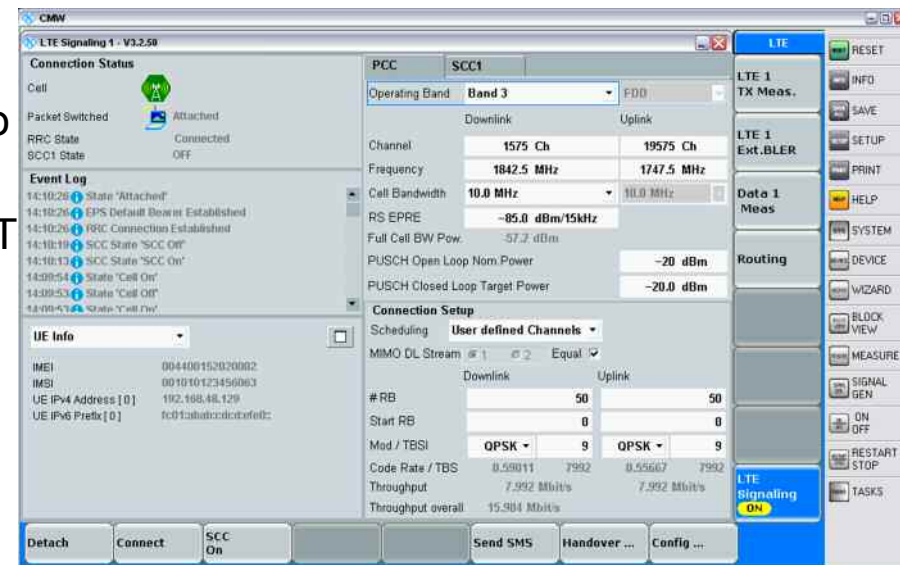 CMW
LTE Signaling 1 - V3.2.50
Connection Status
Cell
Packet Switched Attached
RRC State Connected
SCC1 State OFF
Event Log
14:10:26 State 'Attached'
14:10:26 EPS Default Bearer Established
14:10:26 RRC Connection Established
14:10:19 SCC State 'SCC Off'
14:10:13 SCC State 'SCC On'
14:09:54 State 'Cell On'
14:09:53 State 'Cell Off'
14:09:53 State 'Cell On'
UE Info
IMEI 004400152020002
IMSI 001010123456063
UE IPv4 Address [0] 192.168.48.129
UE IPv6 Prefix [0]
PCC SCC1
Operating Band Band 3 FDD
Downlink Uplink
Channel 1575 Ch 19575 Ch
Frequency 1842.5 MHz 1747.5 MHz
Cell Bandwidth 10.0 MHz 10.0 MHz
RS EPRE -85.0 dBm/15kHz
Full Cell BW Pow. -57.2 dBm
PUSCH Open Loop Nom.Power -20 dBm
PUSCH Closed Loop Target Power -20.0 dBm
Connection Setup
Scheduling User defined Channels
MIMO DL Stream 1 2 Equal
Downlink Uplink
# RB 50 50
Start RB 0 0
Mod / TBSI QPSK 9 QPSK 9
Code Rate / TBS 0.59011 7992 0.55667 7992
Throughput 7.992 Mbit/s 7.992 Mbit/s
Throughput overall 15.984 Mbit/s
LTE
LTE 1
TX Meas.
LTE 1
Ext.BLER
Data 1
Meas
Routing
LTE
Signaling
ON
RESET
INFO
SAVE
SETUP
PRINT
HELP
SYSTEM
DEVICE
WIZARD
BLOCK
VIEW
MEASURE
SIGNAL
GEN
ON
OFF
RESTART
STOP
TASKS
Detach
Connect
SCC
On
Send SMS
Handover ...
Config ...
T